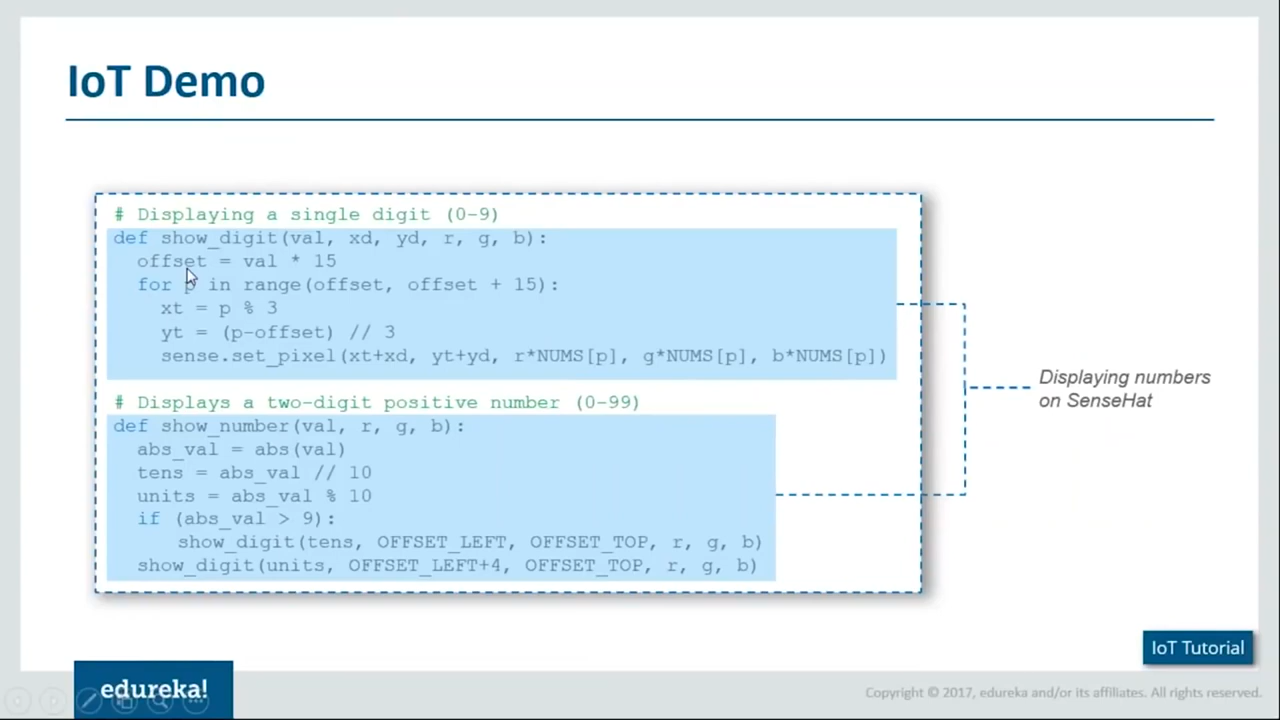 IoT Demo
# Displaying a single digit (0-9)
def show_digit(val, xd, yd, r, g, b):
offset = val * 15
for p in range(offset, offset + 15):
xt = p % 3
yt = (p-offset) // 3
sense.set_pixel(xt+xd, yt+yd, r*NUMS[p], g*NUMS[p], b*NUMS[p])
# Displays a two-digit positive number (0-99)
def show_number(val, r, g, b):
abs_val = abs(val)
tens = abs_val // 10
units = abs_val % 10
if (abs_val > 9):
show_digit(tens, OFFSET_LEFT, OFFSET_TOP, r, g, b)
show_digit(units, OFFSET_LEFT+4, OFFSET_TOP, r, g, b)
Displaying numbers
on SenseHat
IoT Tutorial
edureka!
Copyright © 2017, edureka and/or its affiliates. All rights reserved.